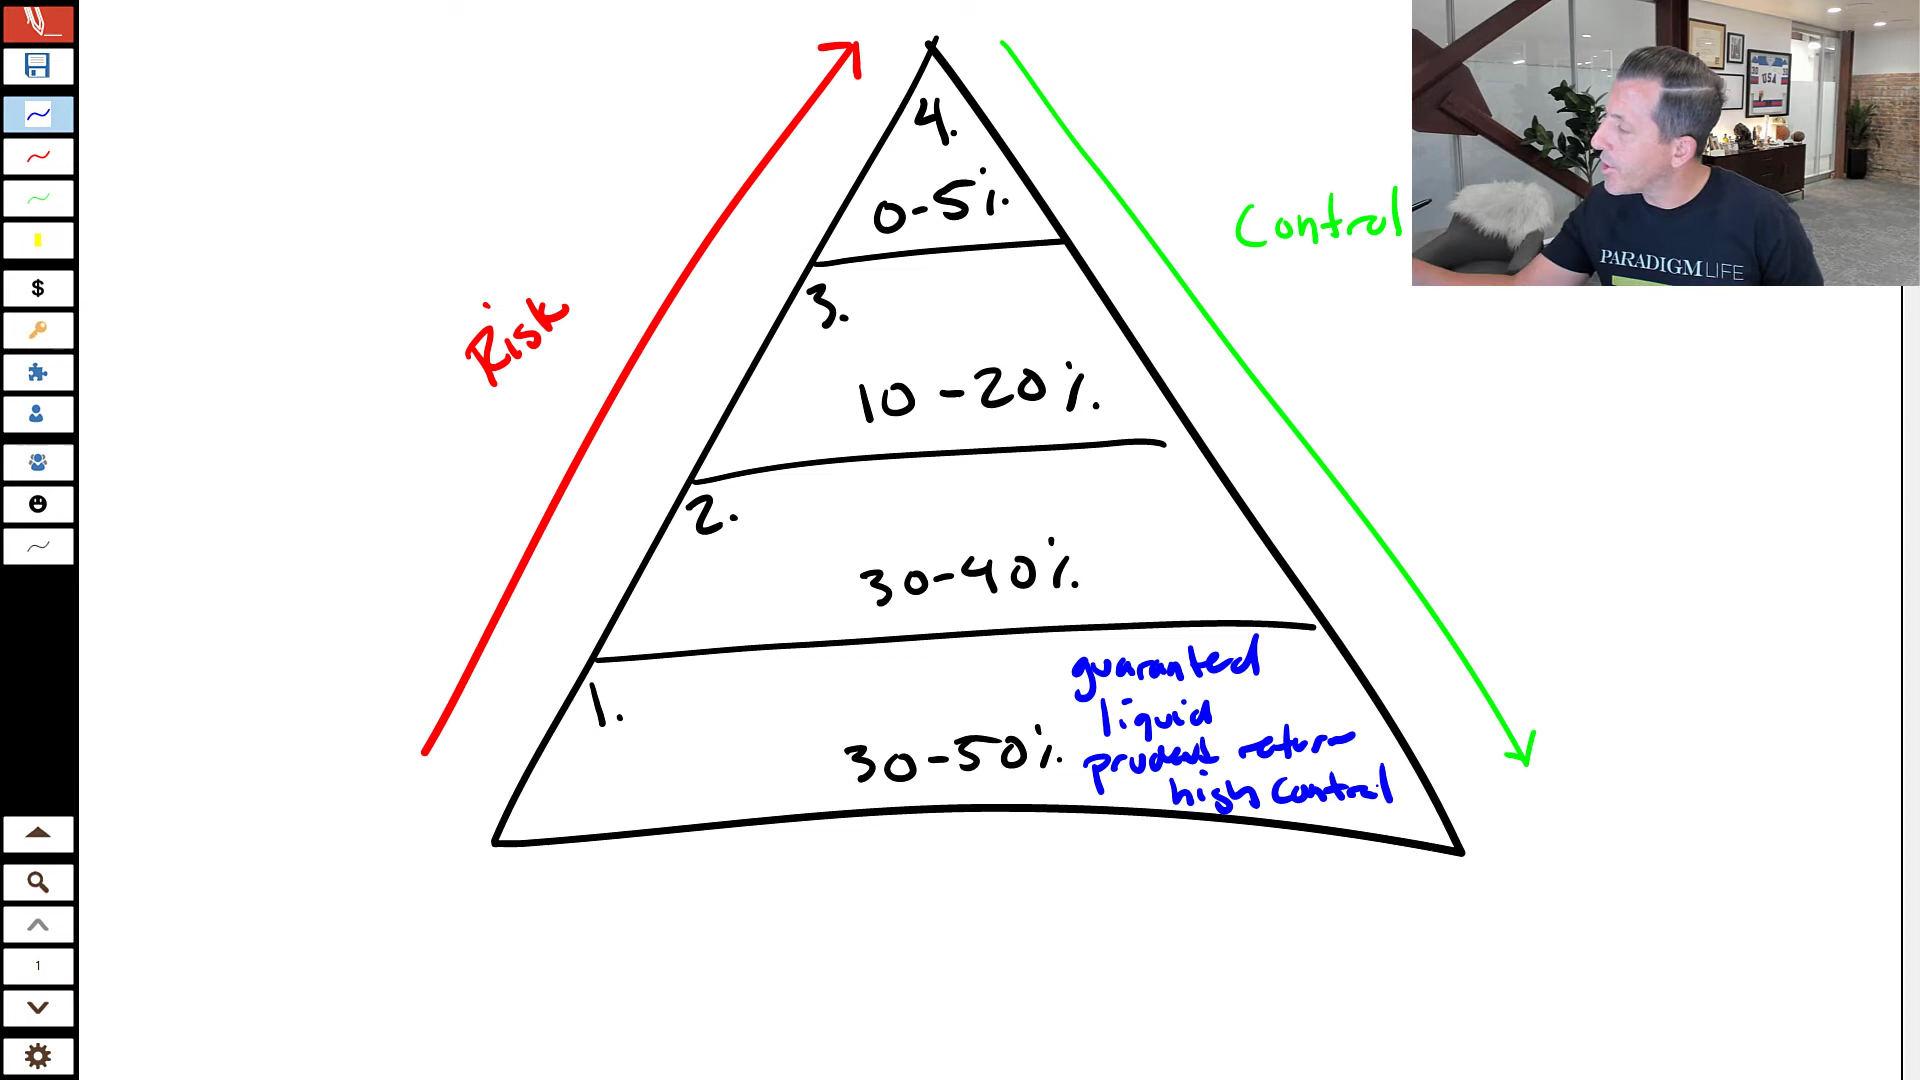 4.
0-5%
Control
PARADIGM LIFE
USA
Risk
3.
10-20%
2.
30-40%
guaranteed
liquid
1.
30-50%
prudent return
high control
$
1